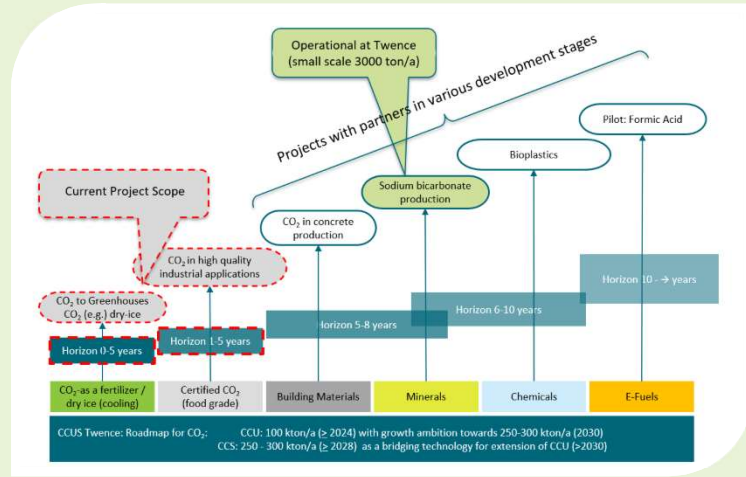 Operational at Twence
(small scale 3000 ton/a)
Projects with partners in various development stages
Pilot: Formic Acid
Bioplastics
Current Project Scope
Sodium bicarbonate
production
CO₂ in concrete
production
CO₂ in high quality
industrial applications
CO₂ to Greenhouses
CO₂ (e.g.) dry-ice
Horizon 10 - → years
Horizon 6-10 years
Horizon 5-8 years
Horizon 1-5 years
Horizon 0-5 years
CO₂-as a fertilizer /
dry ice (cooling)
Certified CO₂
(food grade)
Building Materials
Minerals
Chemicals
E-Fuels
CCUS Twence: Roadmap for CO₂: CCU: 100 kton/a (≥ 2024) with growth ambition towards 250-300 kton/a (2030)
CCS: 250 - 300 kton/a (≥ 2028) as a bridging technology for extension of CCU (>2030)